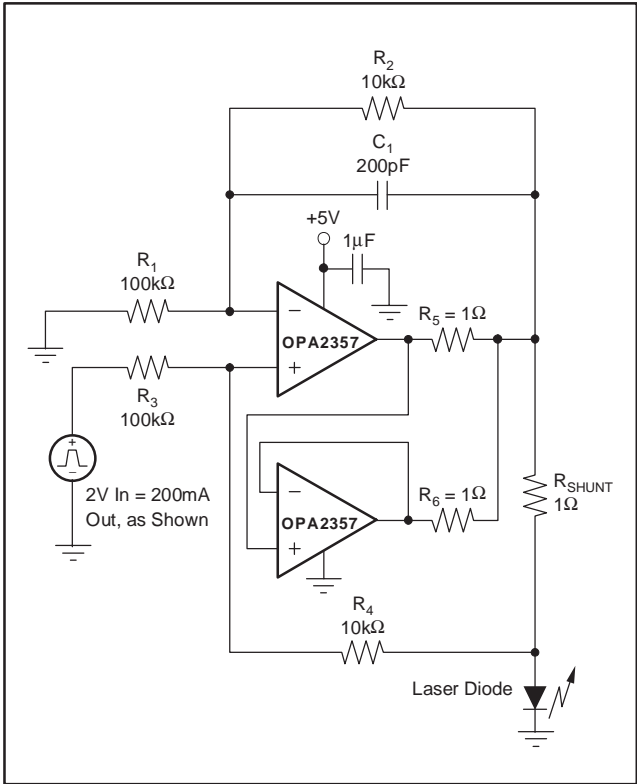 R2
10kΩ
C1
200pF
+5V
1µF
R1
100kΩ
−
OPA2357
+
R5 = 1Ω
R3
100kΩ
+
−
2V In = 200mA
Out, as Shown
−
OPA2357
+
R6 = 1Ω
RSHUNT
1Ω
R4
10kΩ
Laser Diode